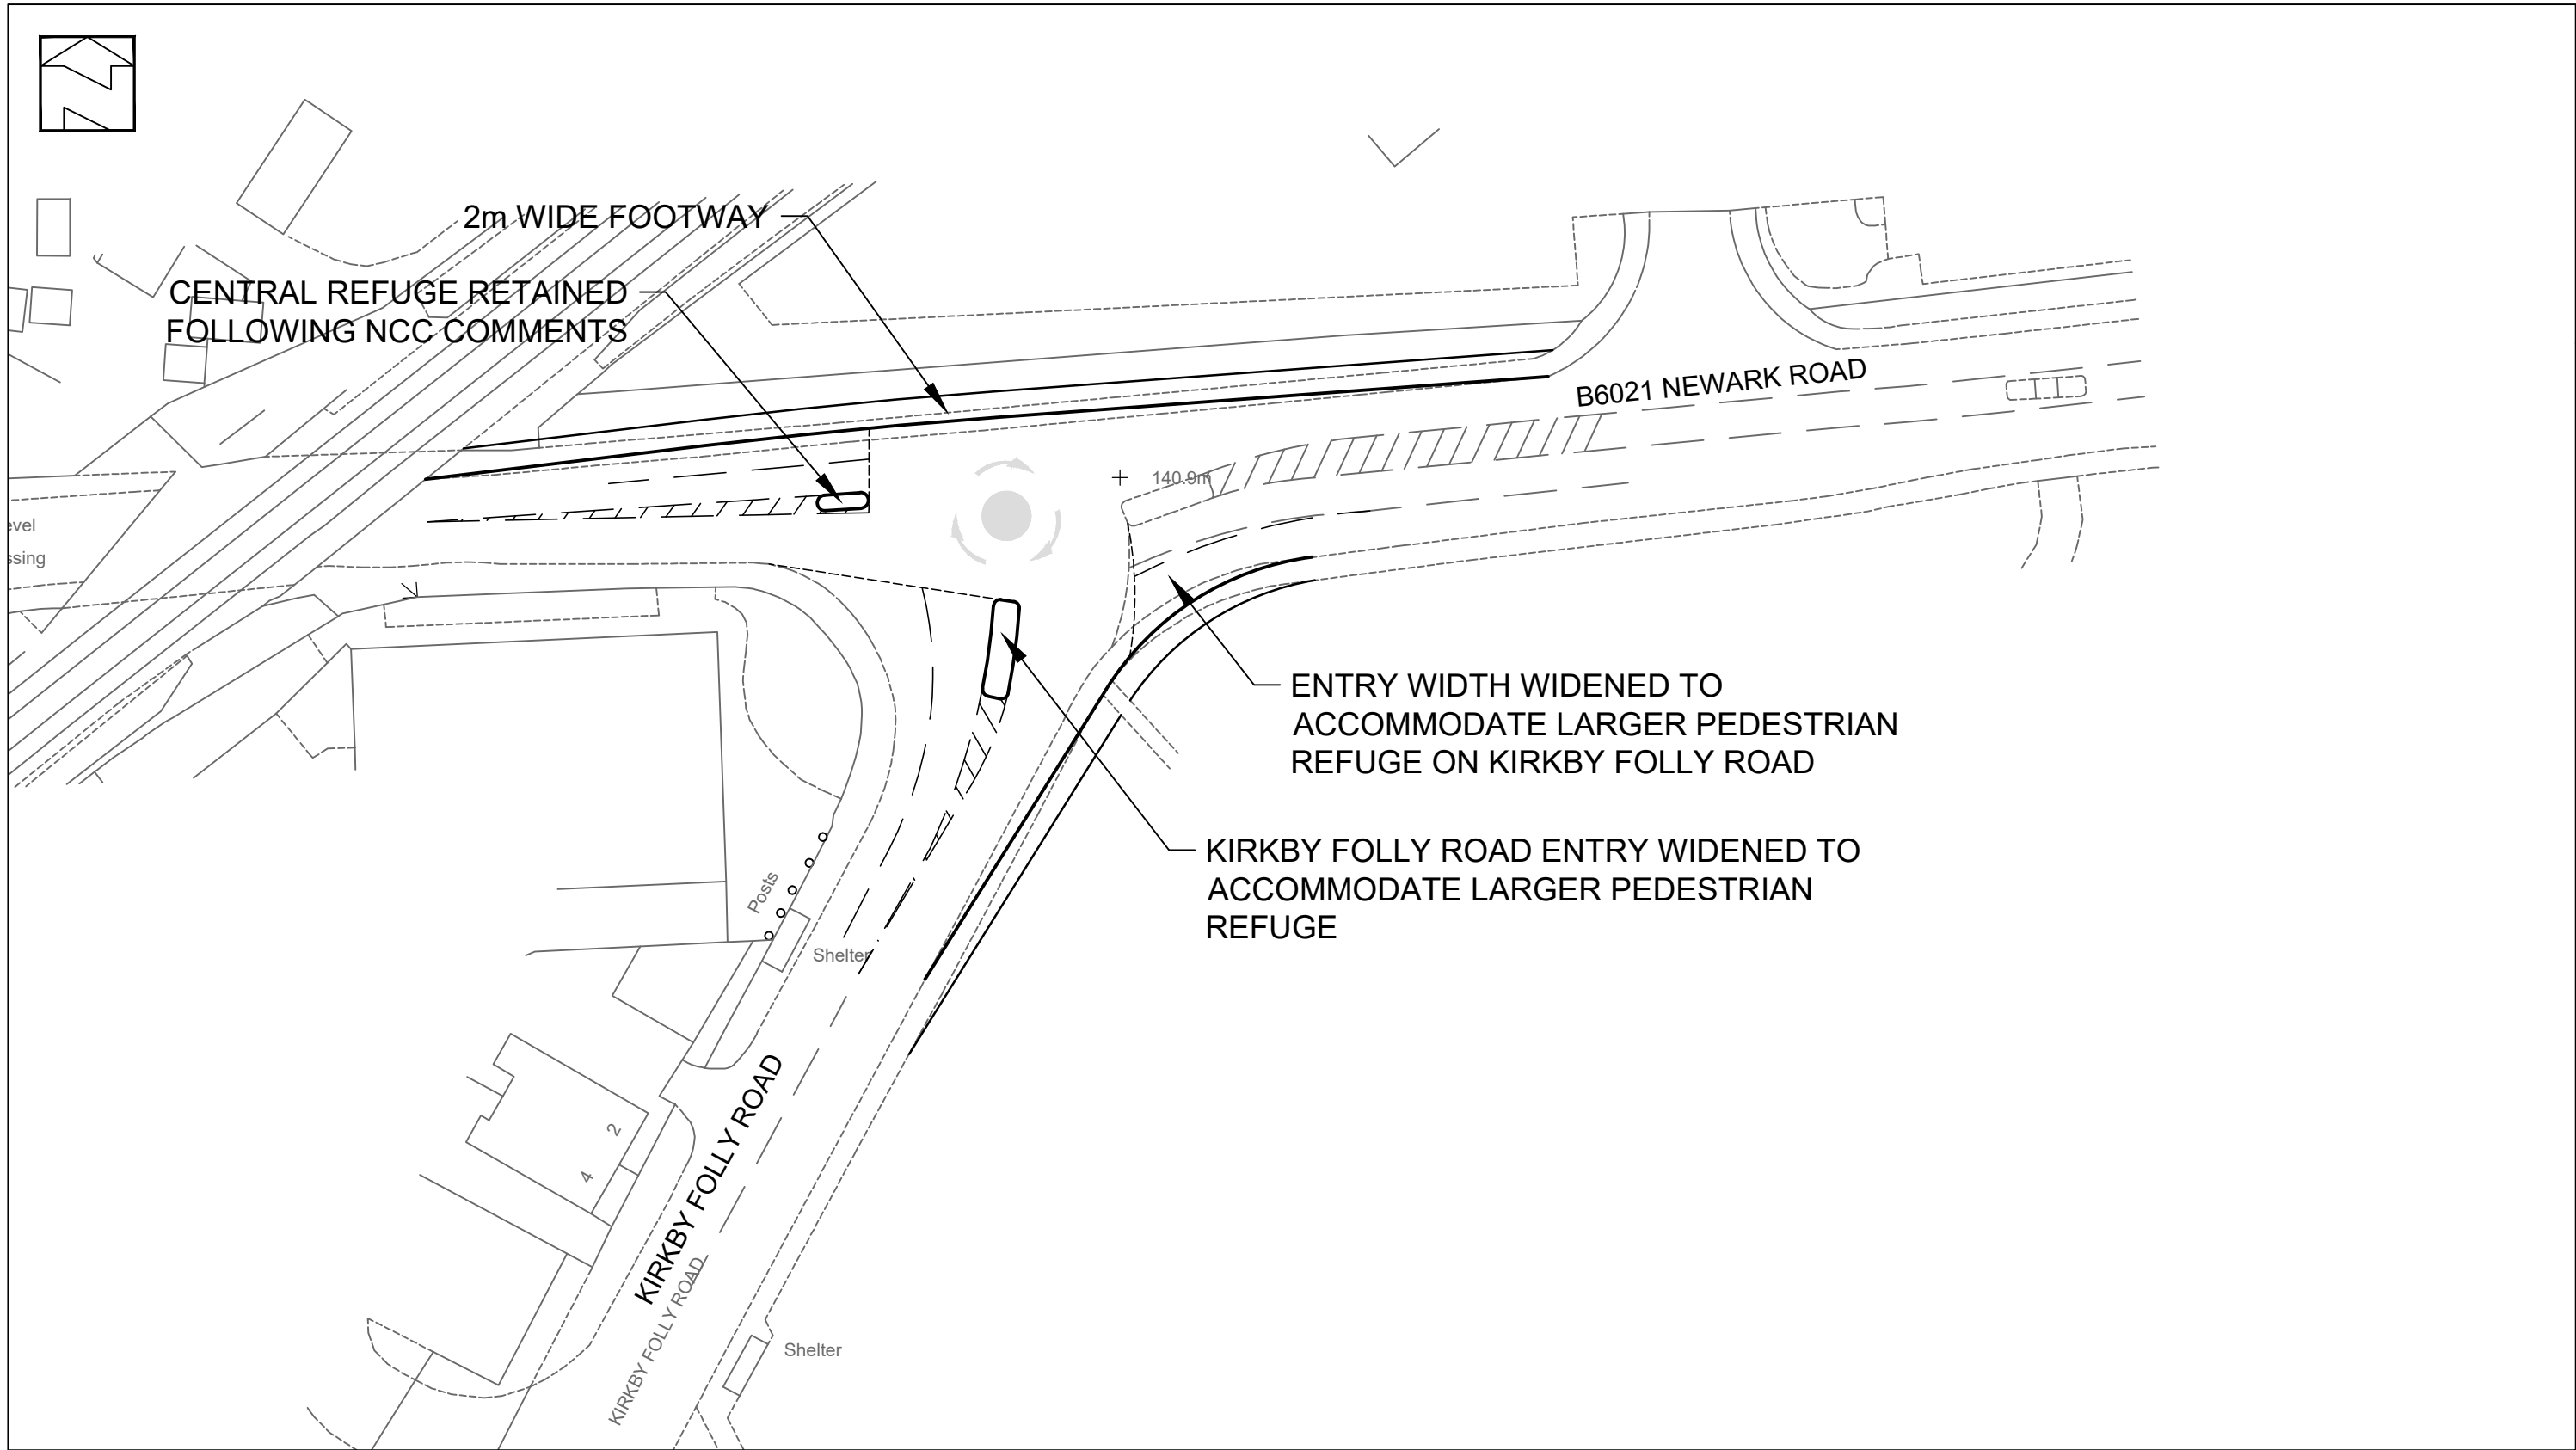 2m WIDE FOOTWAY
CENTRAL REFUGE RETAINED
FOLLOWING NCC COMMENTS
B6021 NEWARK ROAD
140.9m
evel
ssing
ENTRY WIDTH WIDENED TO
ACCOMMODATE LARGER PEDESTRIAN
REFUGE ON KIRKBY FOLLY ROAD
KIRKBY FOLLY ROAD ENTRY WIDENED TO
ACCOMMODATE LARGER PEDESTRIAN
REFUGE
Posts
Shelter
2
4
KIRKBY FOLLY ROAD
KIRKBY FOLLY ROAD
Shelter